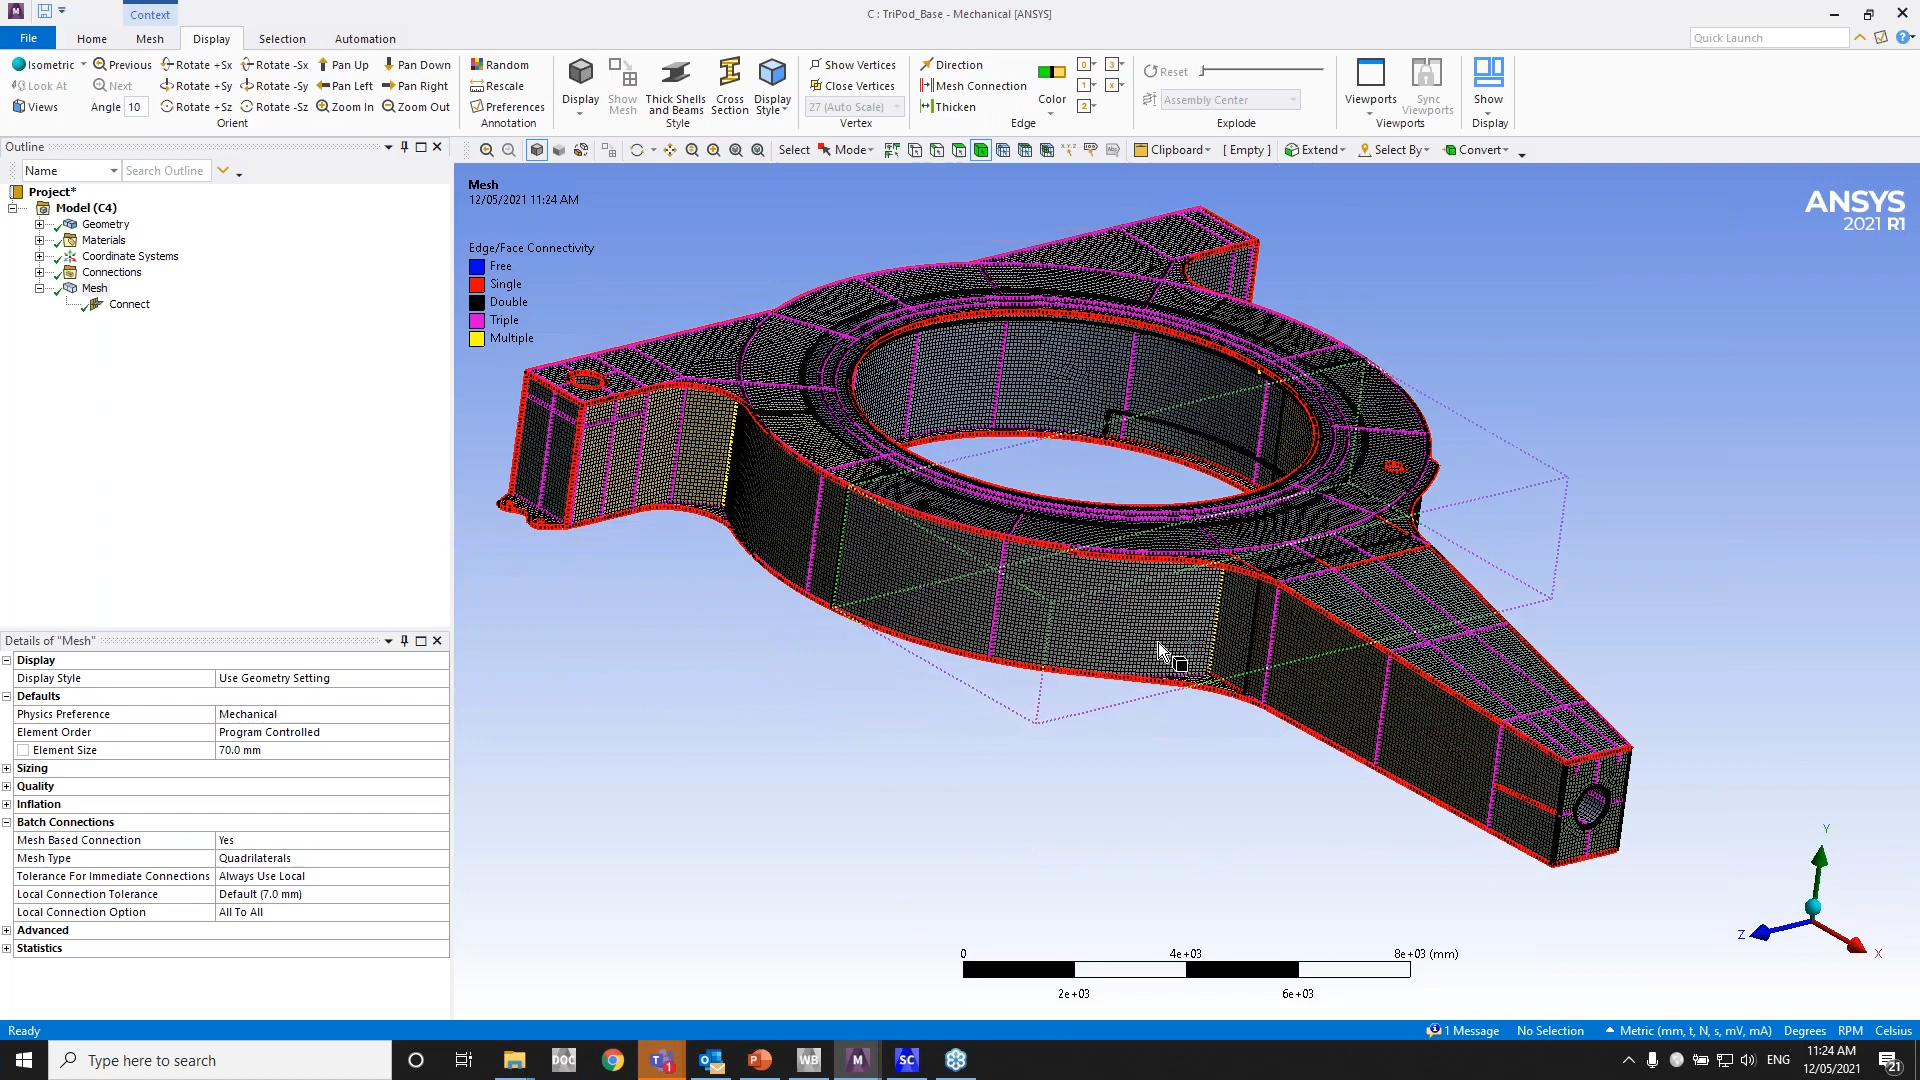 C : TriPod_Base - Mechanical [ANSYS]
Context
File Home Mesh Display Selection Automation
Quick Launch
Isometric Previous Rotate +Sx Rotate -Sx Pan Up Pan Down
Look At Next Rotate +Sy Rotate -Sy Pan Left Pan Right
Views Angle 10 Rotate +Sz Rotate -Sz Zoom In Zoom Out
Orient
Random
Rescale
Preferences
Annotation
Display
Show Mesh
Thick Shells and Beams
Cross Section
Display Style
Style
Show Vertices
Close Vertices
27 (Auto Scale)
Vertex
Direction
Mesh Connection
Thicken
Color
Edge
Reset
Assembly Center
Explode
Viewports
Sync Viewports
Viewports
Show
Display
Select Mode Clipboard [ Empty ] Extend Select By Convert
Outline
Name Search Outline
Project*
Model (C4)
Geometry
Materials
Coordinate Systems
Connections
Mesh
Connect
Details of "Mesh"
Display
Display Style Use Geometry Setting
Defaults
Physics Preference Mechanical
Element Order Program Controlled
Element Size 70.0 mm
Sizing
Quality
Inflation
Batch Connections
Mesh Based Connection Yes
Mesh Type Quadrilaterals
Tolerance For Immediate Connections Always Use Local
Local Connection Tolerance Default (7.0 mm)
Local Connection Option All To All
Advanced
Statistics
Mesh
12/05/2021 11:24 AM
Edge/Face Connectivity
Free
Single
Double
Triple
Multiple
ANSYS
2021 R1
Y
Z
X
0 4e+03 8e+03 (mm)
2e+03 6e+03
Ready
1 Message No Selection Metric (mm, t, N, s, mV, mA) Degrees RPM Celsius
Type here to search
DOC
WB
M
SC
ENG
11:24 AM
12/05/2021
21